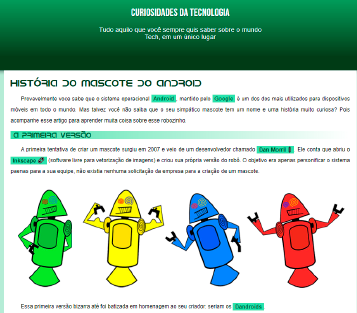 CURIOSIDADES DA TECNOLOGIA
Tudo aquilo que você sempre quis saber sobre o mundo
Tech, em um único lugar
HISTÓRIA DO MASCOTE DO ANDROID
Provavelmente você sabe que o sistema operacional Android, mantido pelo Google é um dos das mais utilizados para dispositivos
móveis em todo o mundo. Mas talvez você não saiba que o seu simpático mascote tem um nome e uma história muito curiosa? Pois
acompanhe esse artigo para aprender muita coisa sobre esse robozinho.
A PRIMEIRA VERSÃO
A primeira tentativa de criar um mascote surgiu em 2007 e veio de um desenvolvedor chamado Dan Morril. Ele conta que abriu o
Inkscape (software livre para vetorização de imagens) e criou sua própria versão do robô. O objetivo era apenas personificar o sistema
apenas para a sua equipe, não existia nenhuma solicitação da empresa para a criação de um mascote.
Essa primeira versão bizarra até foi batizada em homenagem ao seu criador: seriam os Dandroids.